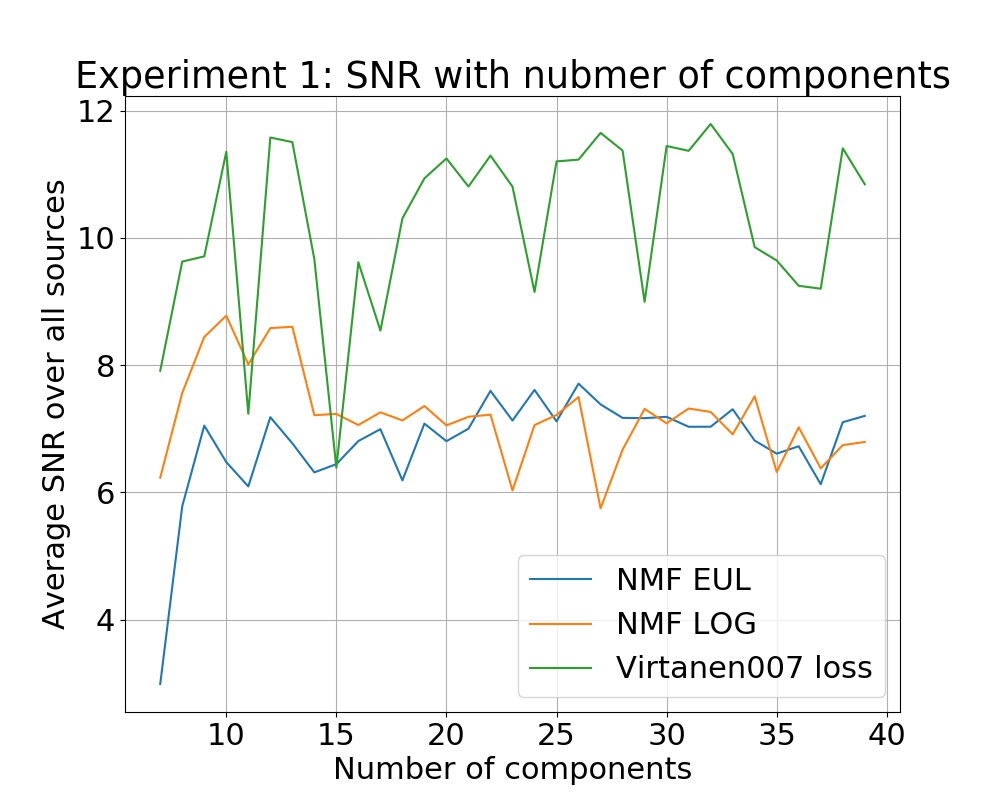 Experiment 1: SNR with nubmer of components
12
10
8
6
4
Average SNR over all sources
NMF EUL
NMF LOG
Virtanen007 loss
10 15 20 25 30 35 40
Number of components